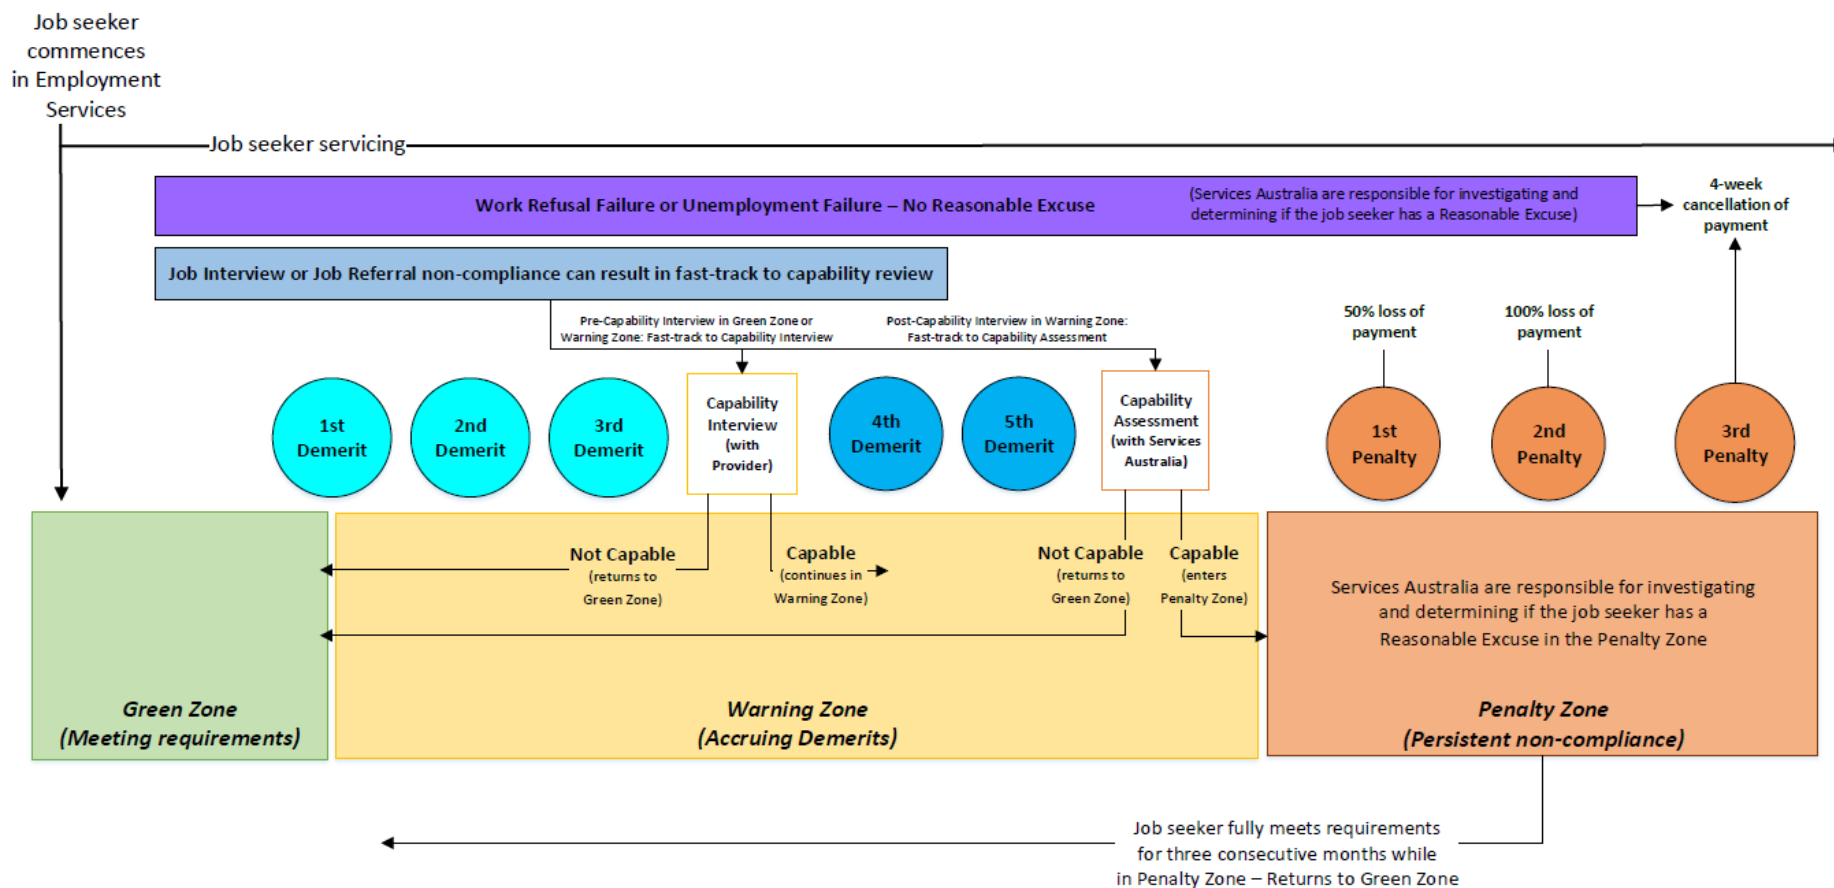 Job seeker
commences
in Employment
Services
Job seeker servicing
Work Refusal Failure or Unemployment Failure – No Reasonable Excuse
(Services Australia are responsible for investigating and
determining if the job seeker has a Reasonable Excuse)
4-week
cancellation of
payment
Job Interview or Job Referral non-compliance can result in fast-track to capability review
Pre-Capability Interview in Green Zone or
Warning Zone: Fast-track to Capability Interview
Post-Capability Interview in Warning Zone:
Fast-track to Capability Assessment
50% loss of
payment
100% loss of
payment
1st
Demerit
2nd
Demerit
3rd
Demerit
Capability
Interview
(with
Provider)
4th
Demerit
5th
Demerit
Capability
Assessment
(with Services
Australia)
1st
Penalty
2nd
Penalty
3rd
Penalty
Not Capable
(returns to
Green Zone)
Capable
(continues in
Warning Zone)
Not Capable
(returns to
Green Zone)
Capable
(enters
Penalty Zone)
Services Australia are responsible for investigating
and determining if the job seeker has a
Reasonable Excuse in the Penalty Zone
Green Zone
(Meeting requirements)
Warning Zone
(Accruing Demerits)
Penalty Zone
(Persistent non-compliance)
Job seeker fully meets requirements
for three consecutive months while
in Penalty Zone – Returns to Green Zone